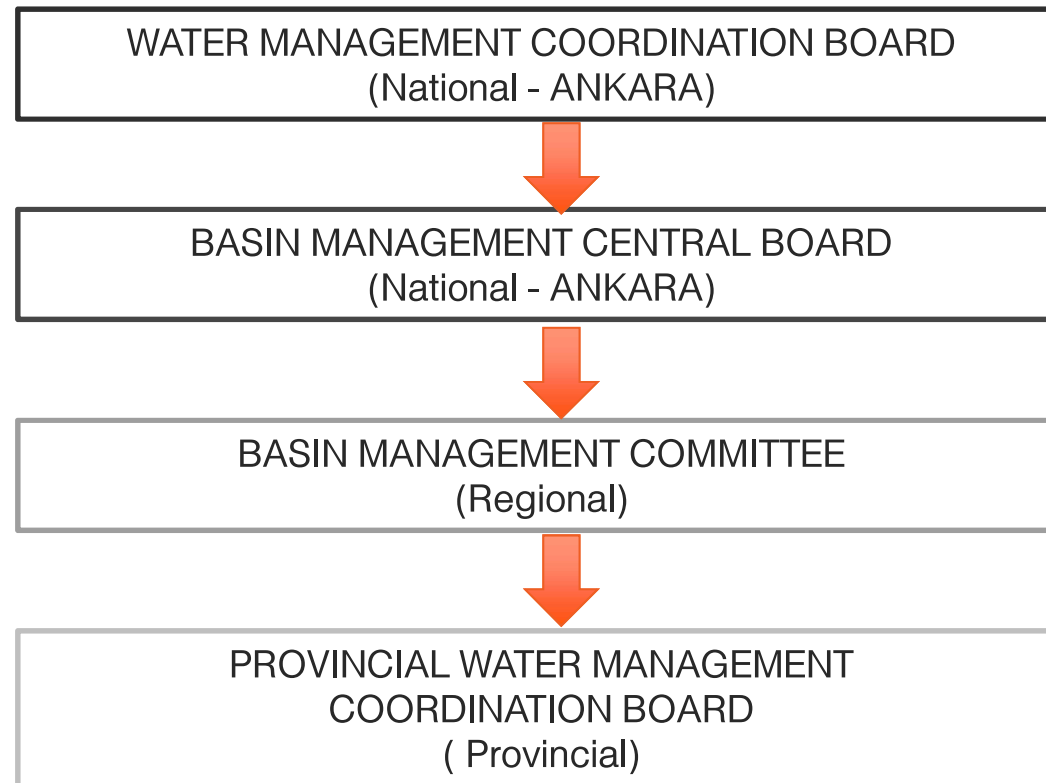 WATER MANAGEMENT COORDINATION BOARD
(National - ANKARA)
BASIN MANAGEMENT CENTRAL BOARD
(National - ANKARA)
BASIN MANAGEMENT COMMITTEE
(Regional)
PROVINCIAL WATER MANAGEMENT
COORDINATION BOARD
( Provincial)